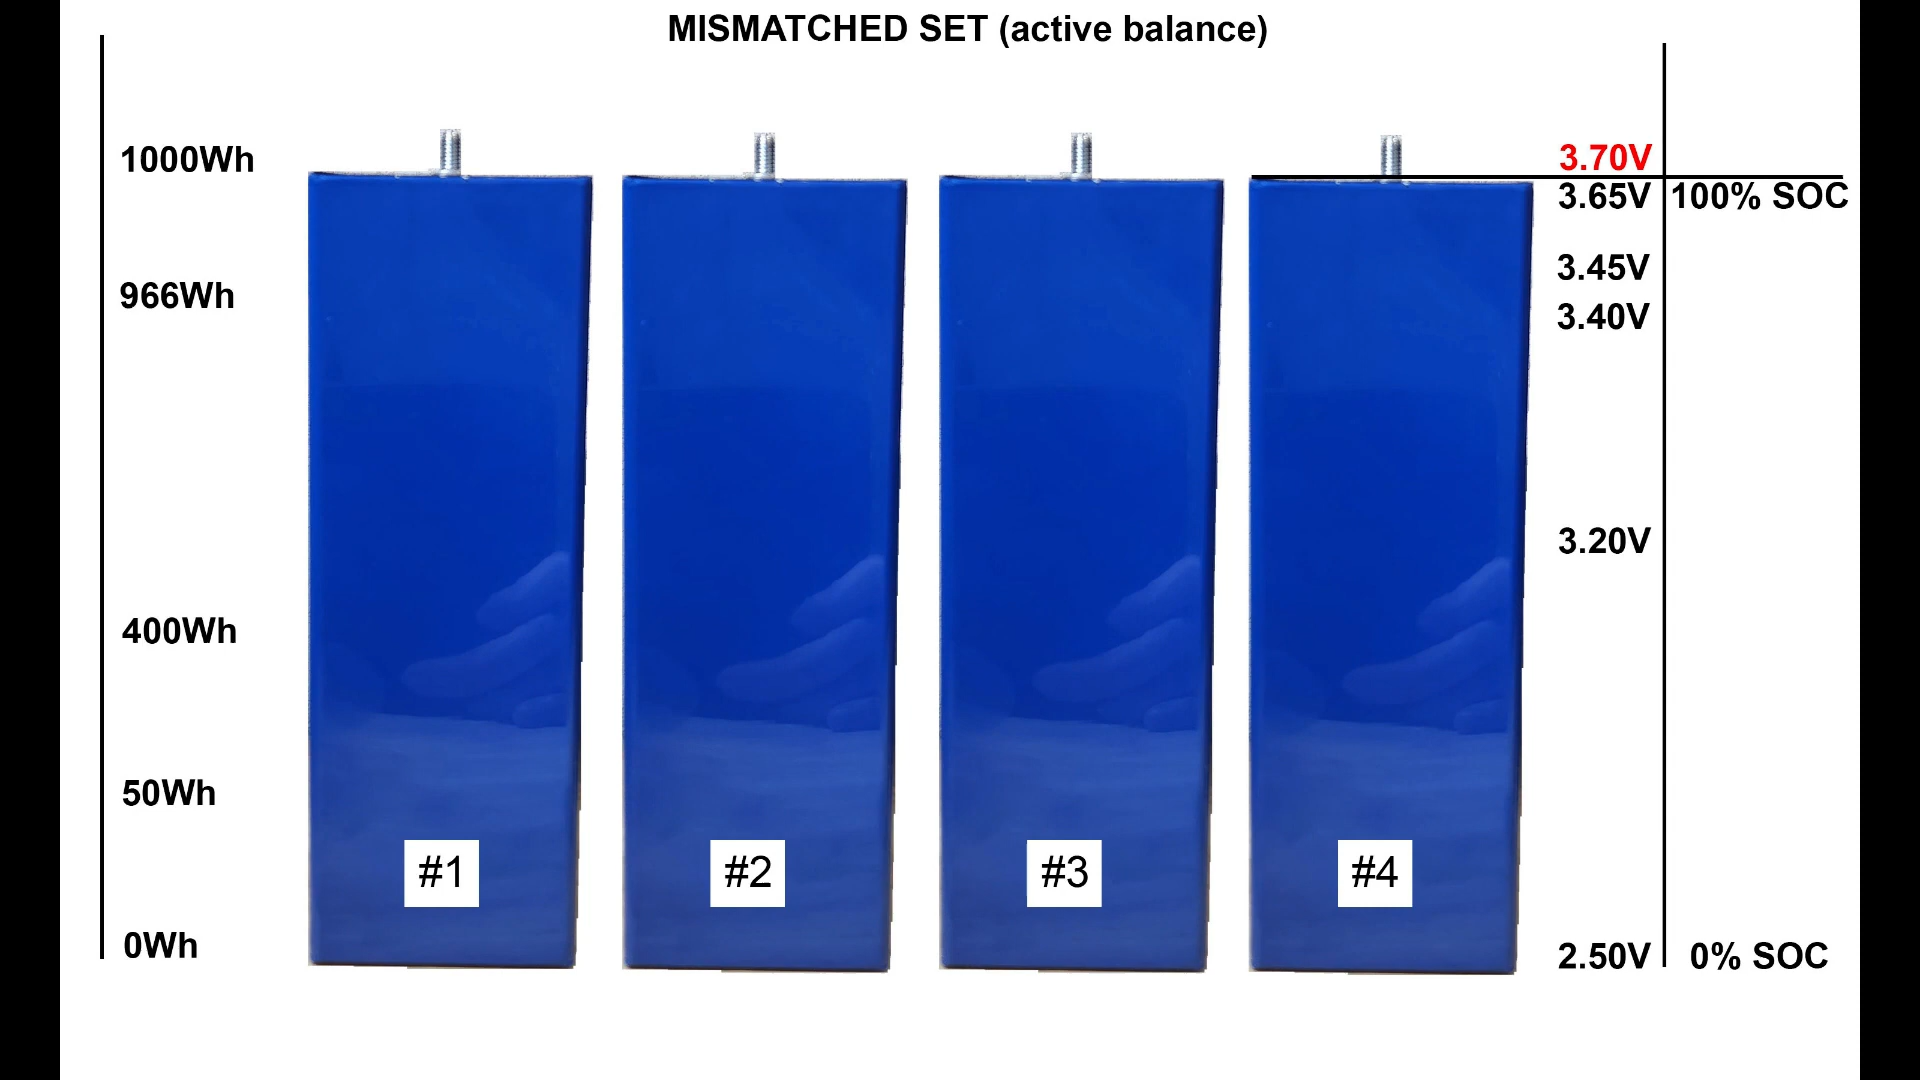 MISMATCHED SET (active balance)
1000Wh
966Wh
400Wh
50Wh
0Wh
#1
#2
#3
#4
3.70V
3.65V
3.45V
3.40V
3.20V
2.50V
100% SOC
0% SOC